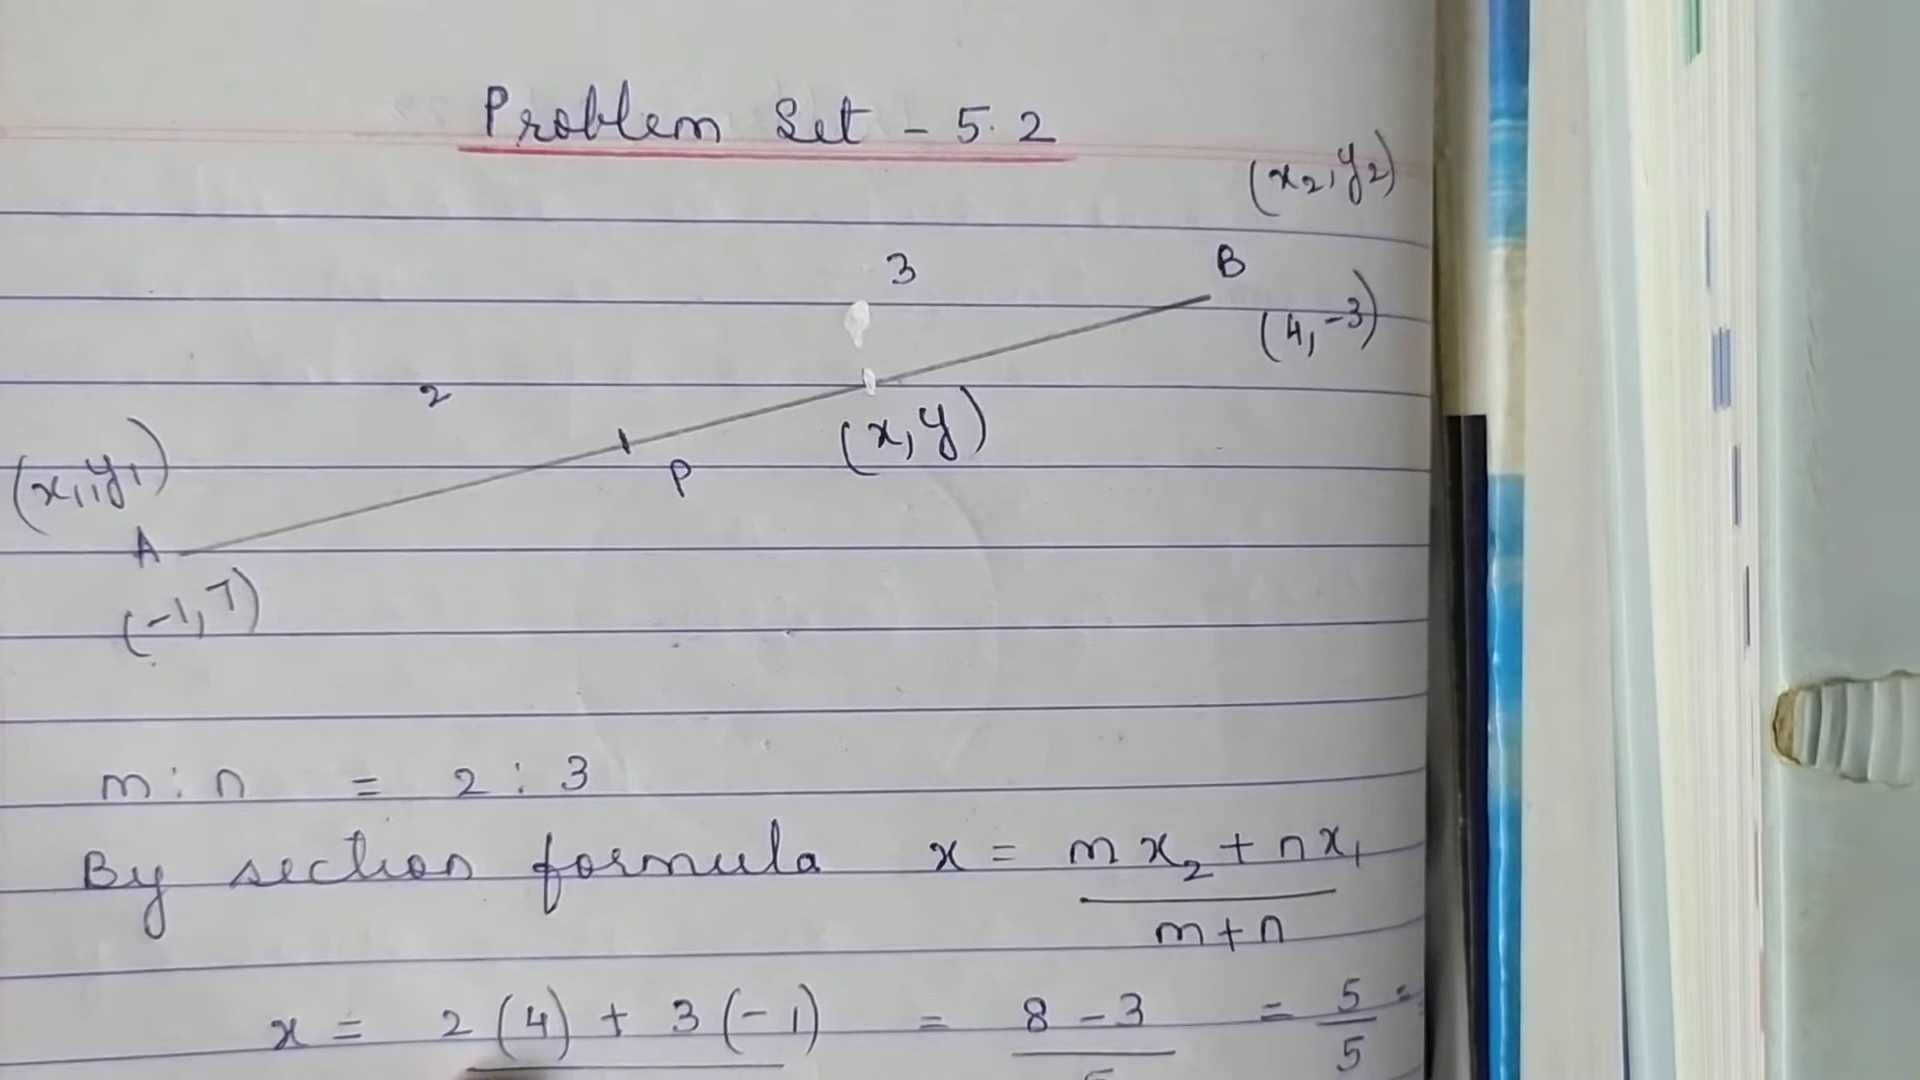 Problem Set - 5.2
(x₂, y₂)
3
B
(4, -3)
2
(x, y)
P
(x₁, y₁)
A
(-1, 7)
m : n = 2 : 3
By section formula x = mx₂ + nx₁
m + n
x = 2 (4) + 3 (-1) = 8 - 3 = 5 =
5